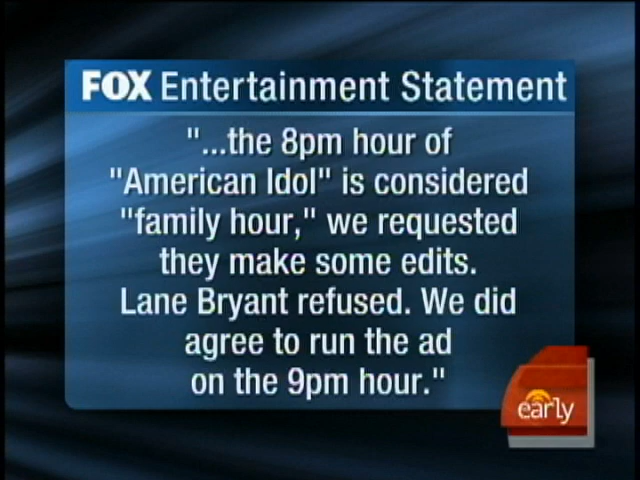 FOX Entertainment Statement
"...the 8pm hour of
"American Idol" is considered
"family hour," we requested
they make some edits.
Lane Bryant refused. We did
agree to run the ad
on the 9pm hour."
early